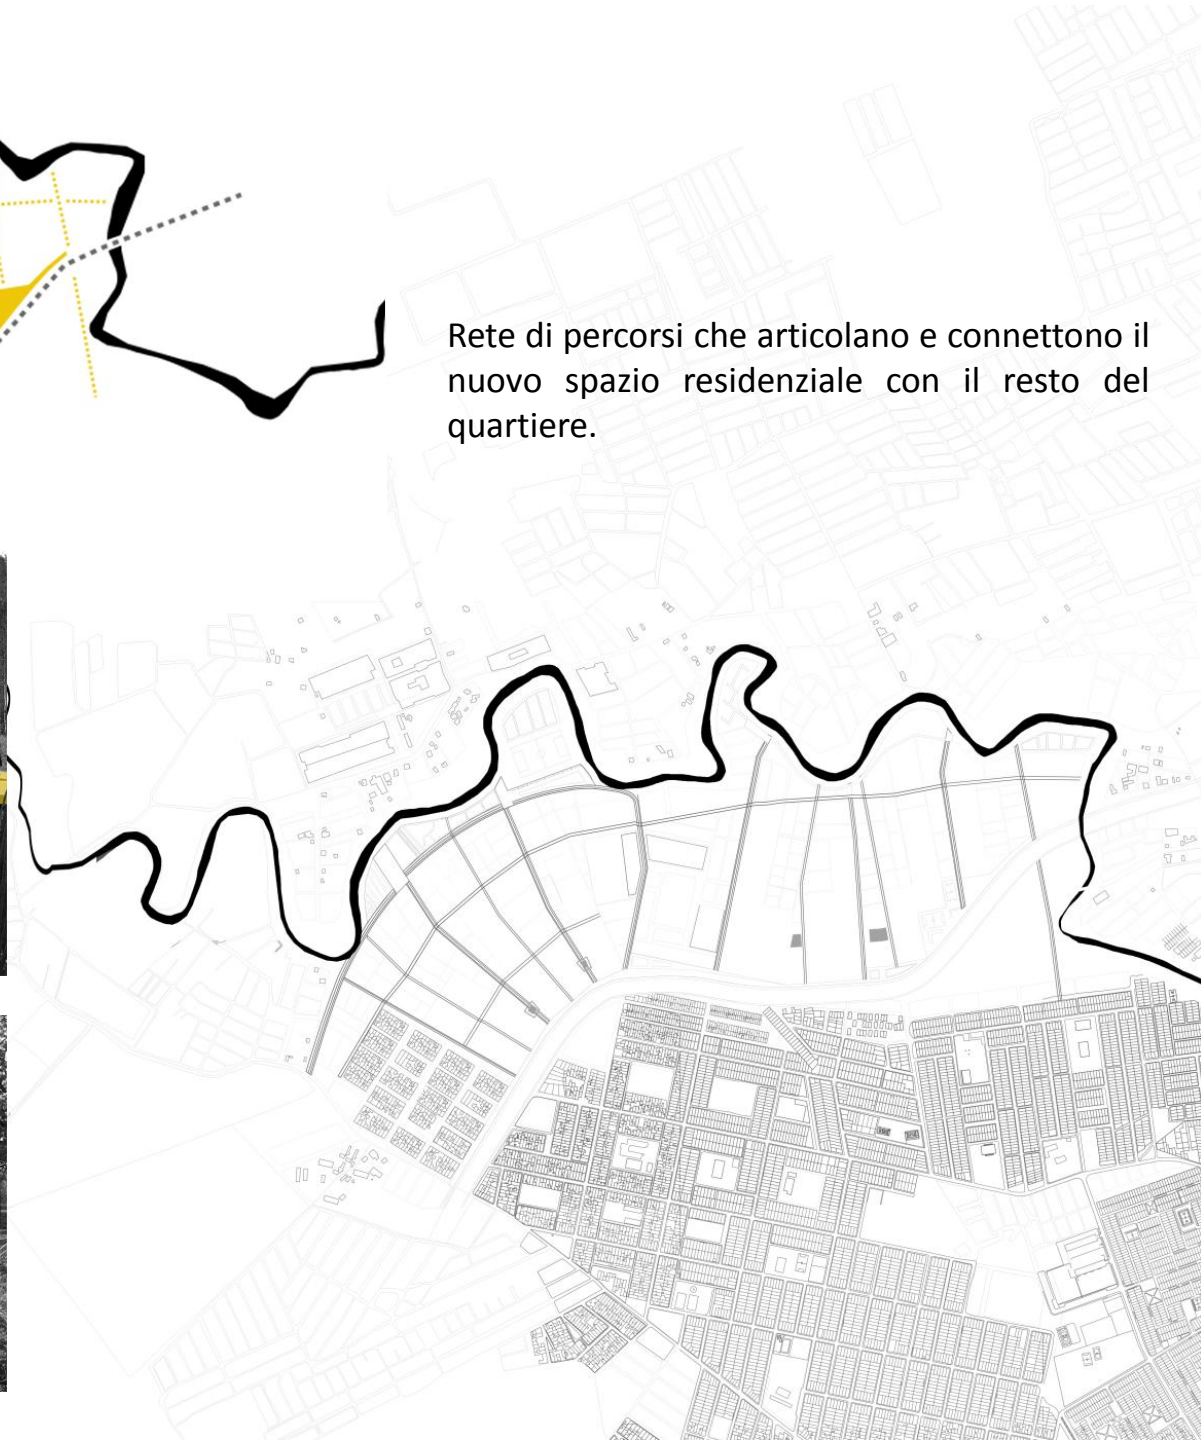 Rete di percorsi che articolano e connettono il
nuovo spazio residenziale con il resto del
quartiere.